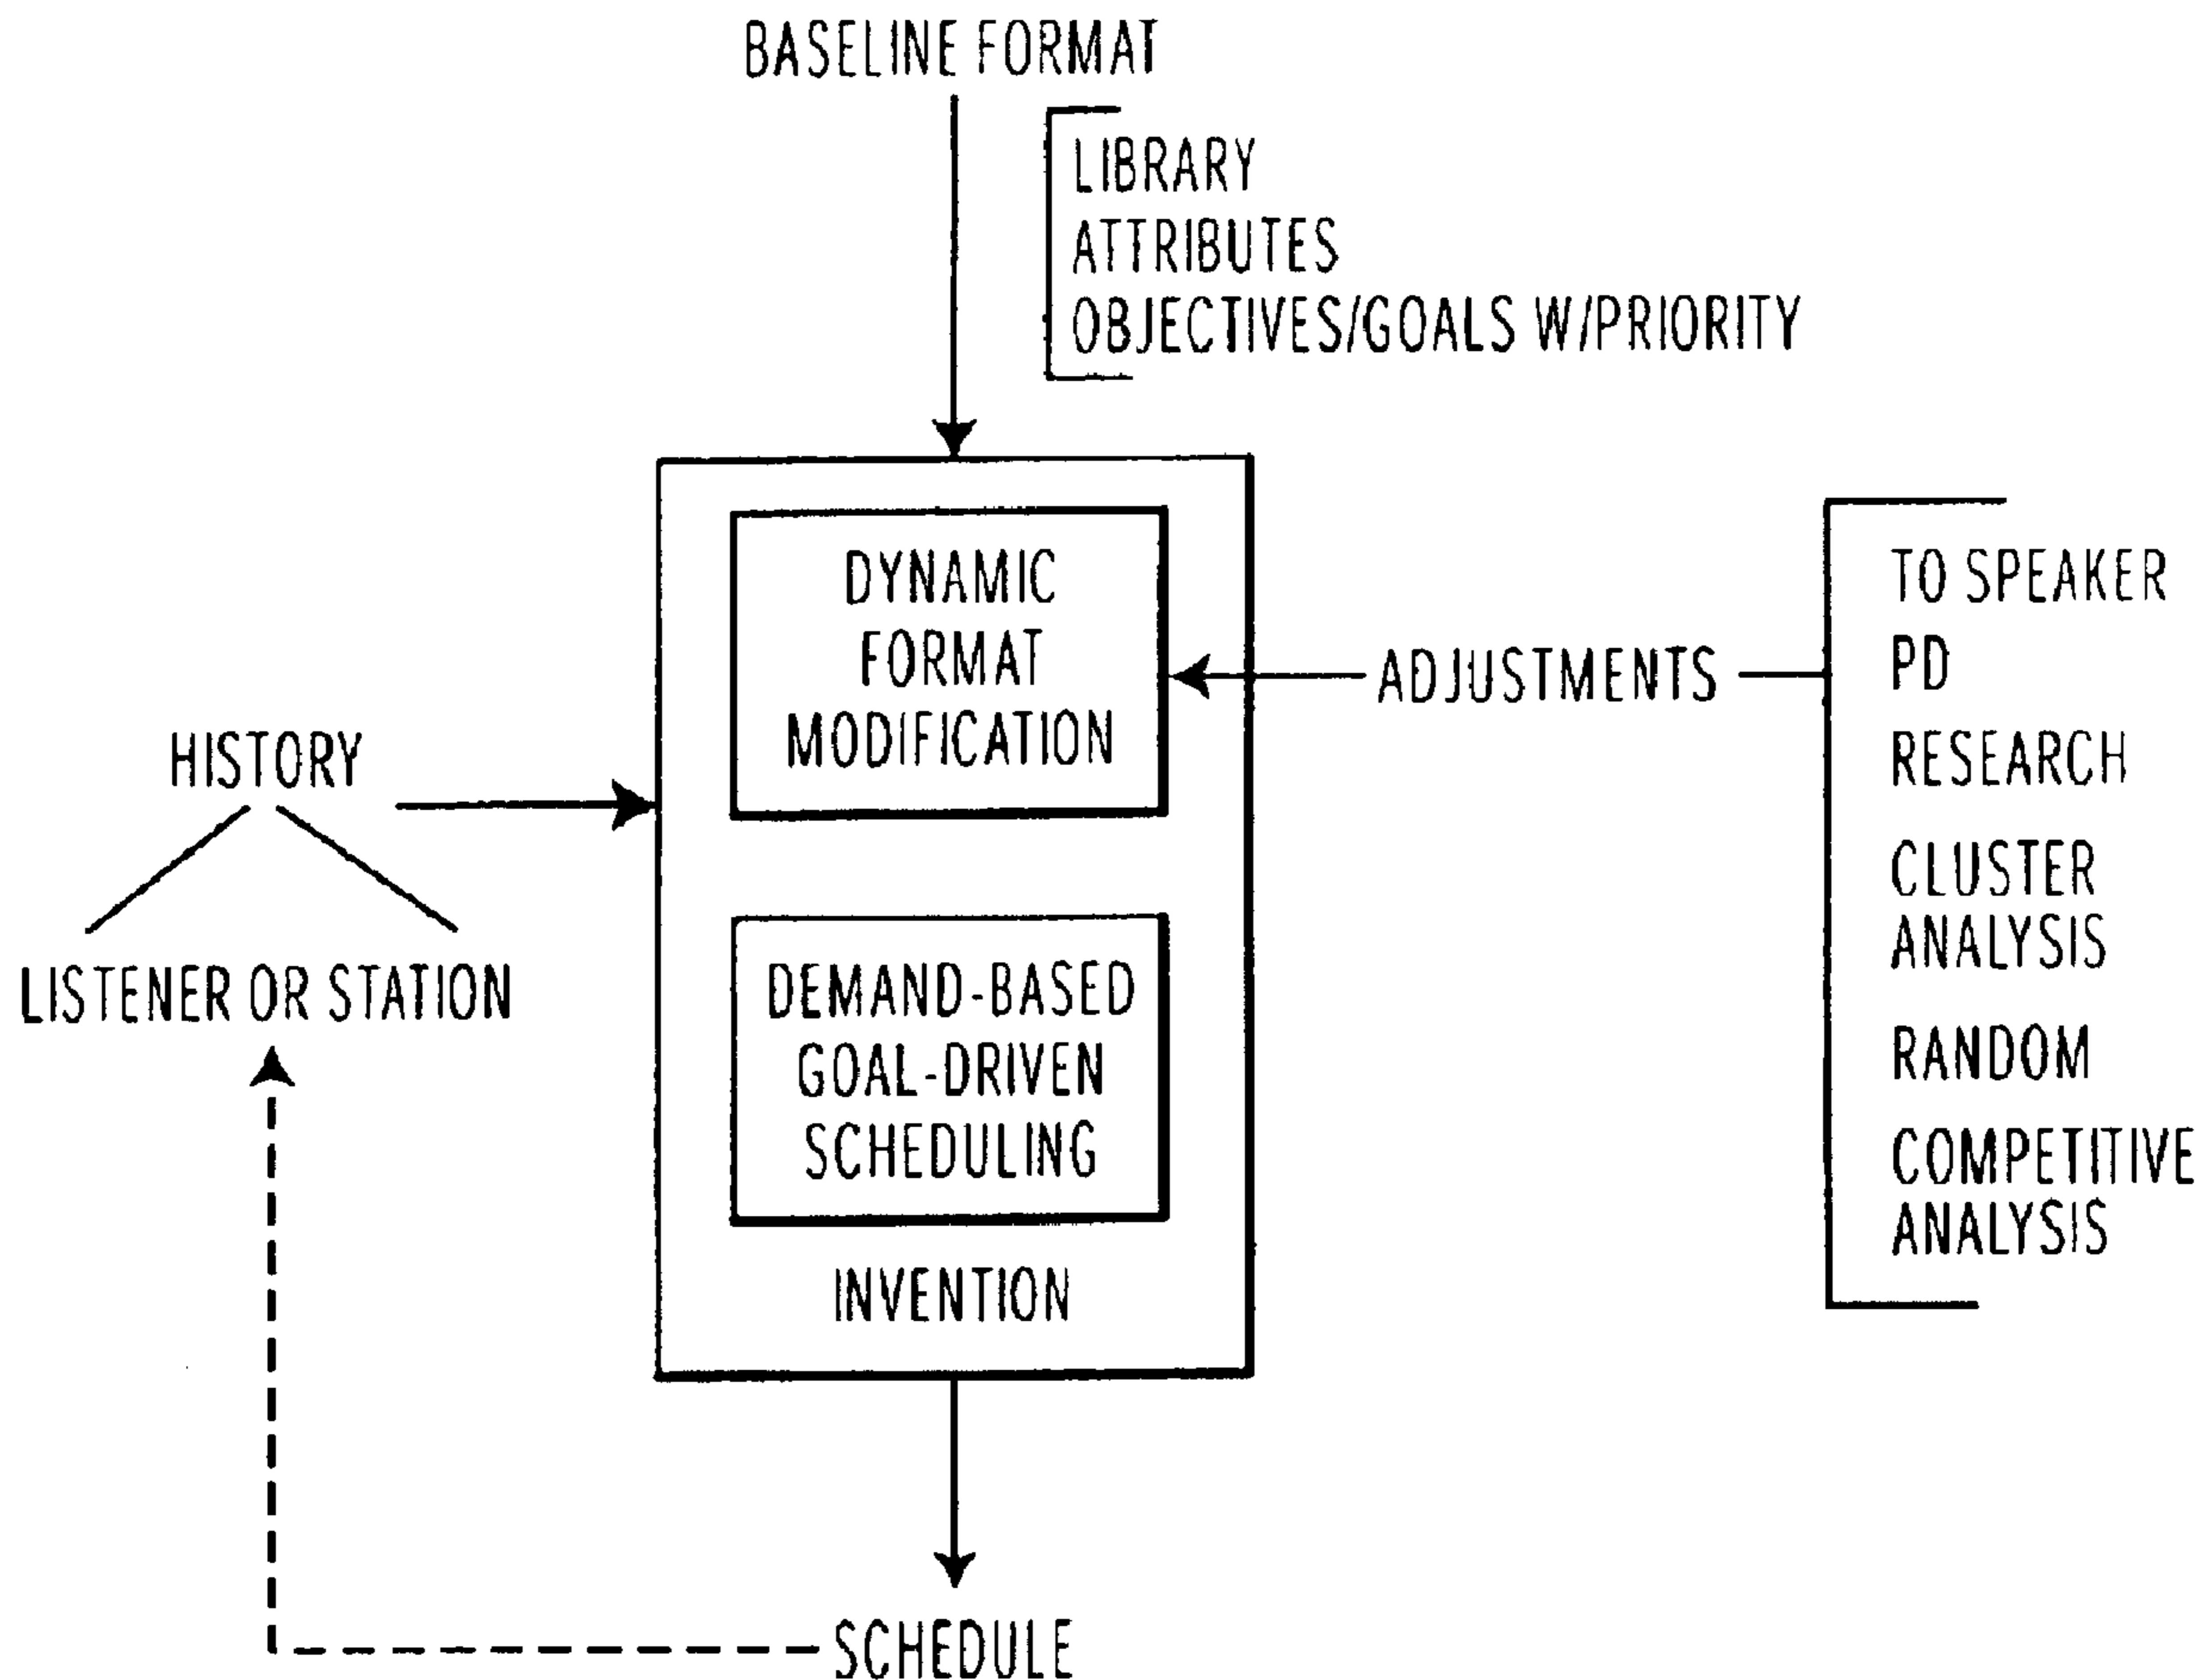 BASELINE FORMAT
LIBRARY
ATTRIBUTES
OBJECTIVES/GOALS W/PRIORITY
DYNAMIC
FORMAT
MODIFICATION
ADJUSTMENTS
TO SPEAKER
PD
RESEARCH
CLUSTER
ANALYSIS
RANDOM
COMPETITIVE
ANALYSIS
HISTORY
LISTENER OR STATION
DEMAND-BASED
GOAL-DRIVEN
SCHEDULING
INVENTION
SCHEDULE